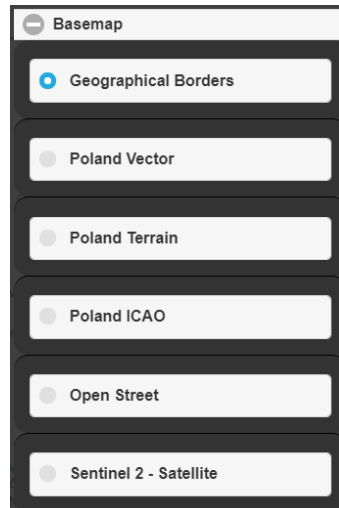 Basemap
Geographical Borders
Poland Vector
Poland Terrain
Poland ICAO
Open Street
Sentinel 2 - Satellite